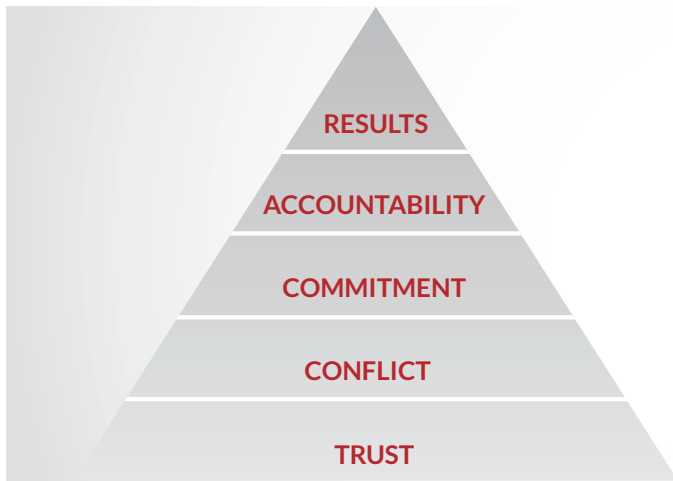 RESULTS
ACCOUNTABILITY
COMMITMENT
CONFLICT
TRUST